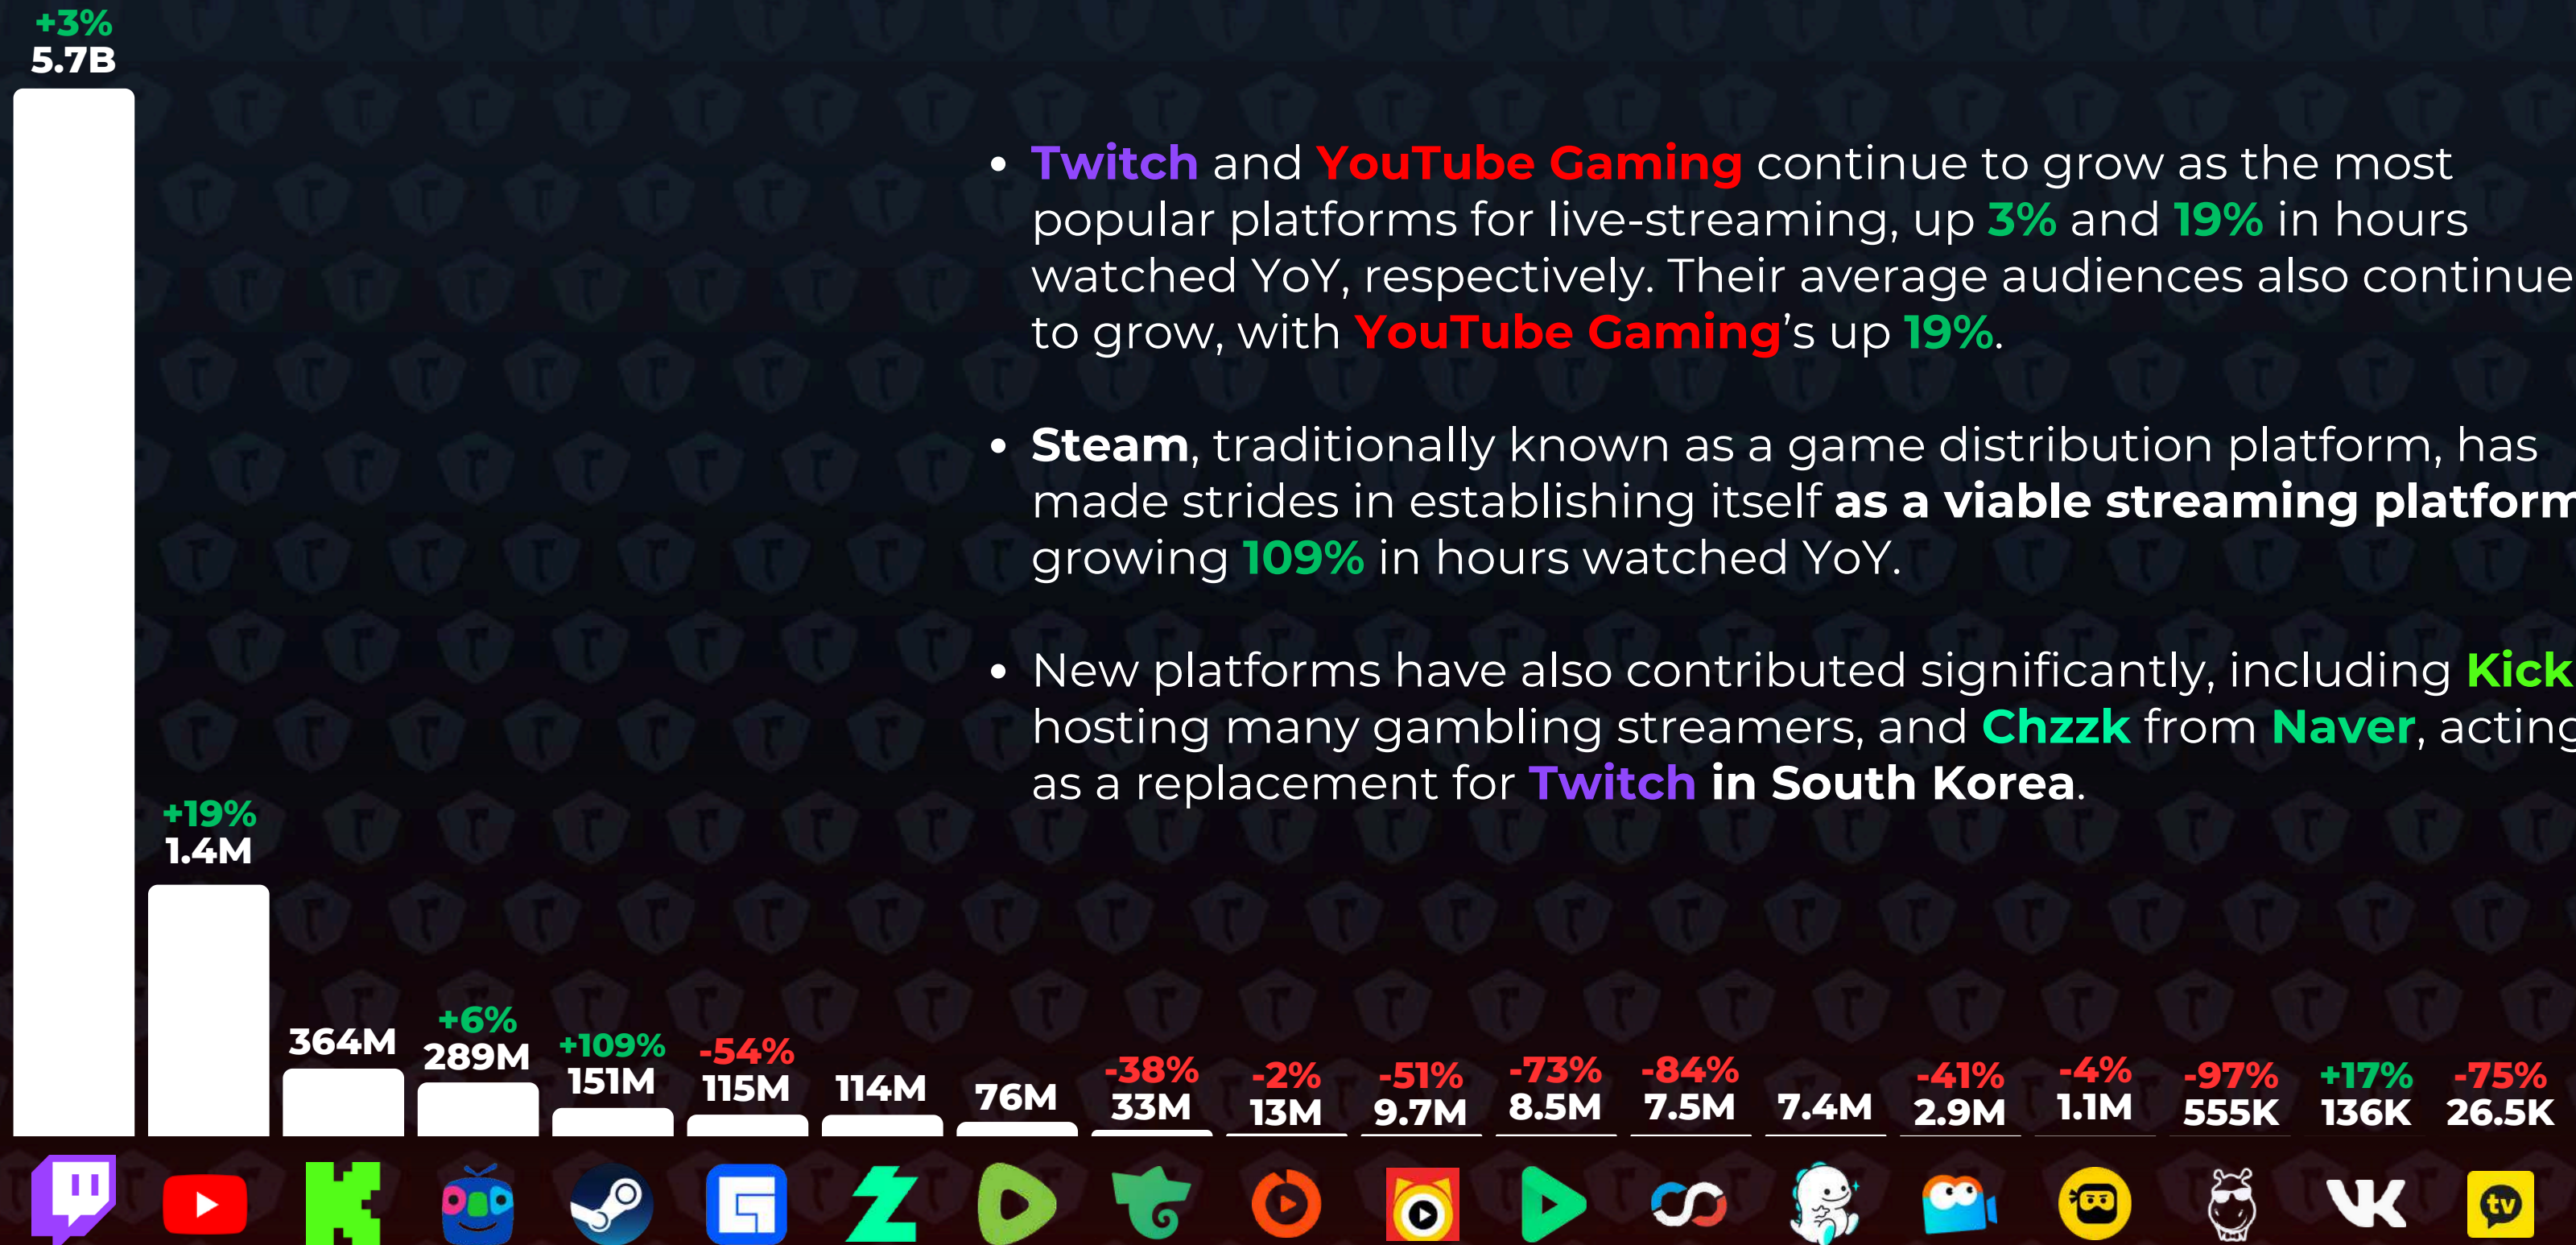 +3%
5.7B
• Twitch and YouTube Gaming continue to grow as the most
popular platforms for live-streaming, up 3% and 19% in hours
watched YoY, respectively. Their average audiences also continue
to grow, with YouTube Gaming’s up 19%.
• Steam, traditionally known as a game distribution platform, has
made strides in establishing itself as a viable streaming platform
growing 109% in hours watched YoY.
• New platforms have also contributed significantly, including Kick
hosting many gambling streamers, and Chzzk from Naver, acting
as a replacement for Twitch in South Korea.
+19%
1.4M
364M
+6%
289M
+109%
151M
-54%
115M
114M
76M
-38%
33M
-2%
13M
-51%
9.7M
-73%
8.5M
-84%
7.5M
7.4M
-41%
2.9M
-4%
1.1M
-97%
555K
+17%
136K
-75%
26.5K
tv